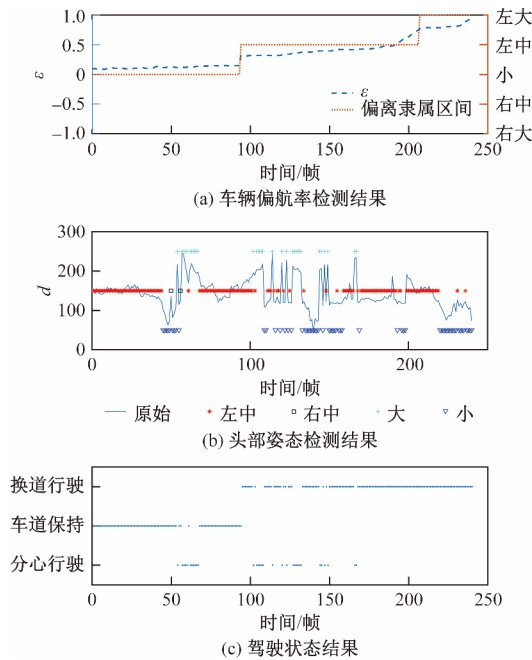 1.0
0.5
0
−0.5
−1.0
ε
左大
左中
小
右中
右大
ε
偏离隶属区间
0 50 100 150 200 250
时间/帧
(a) 车辆偏航率检测结果
300
200
100
0
d
0 50 100 150 200 250
时间/帧
原始 左中 右中 大 小
(b) 头部姿态检测结果
换道行驶
车道保持
分心行驶
0 50 100 150 200 250
时间/帧
(c) 驾驶状态结果